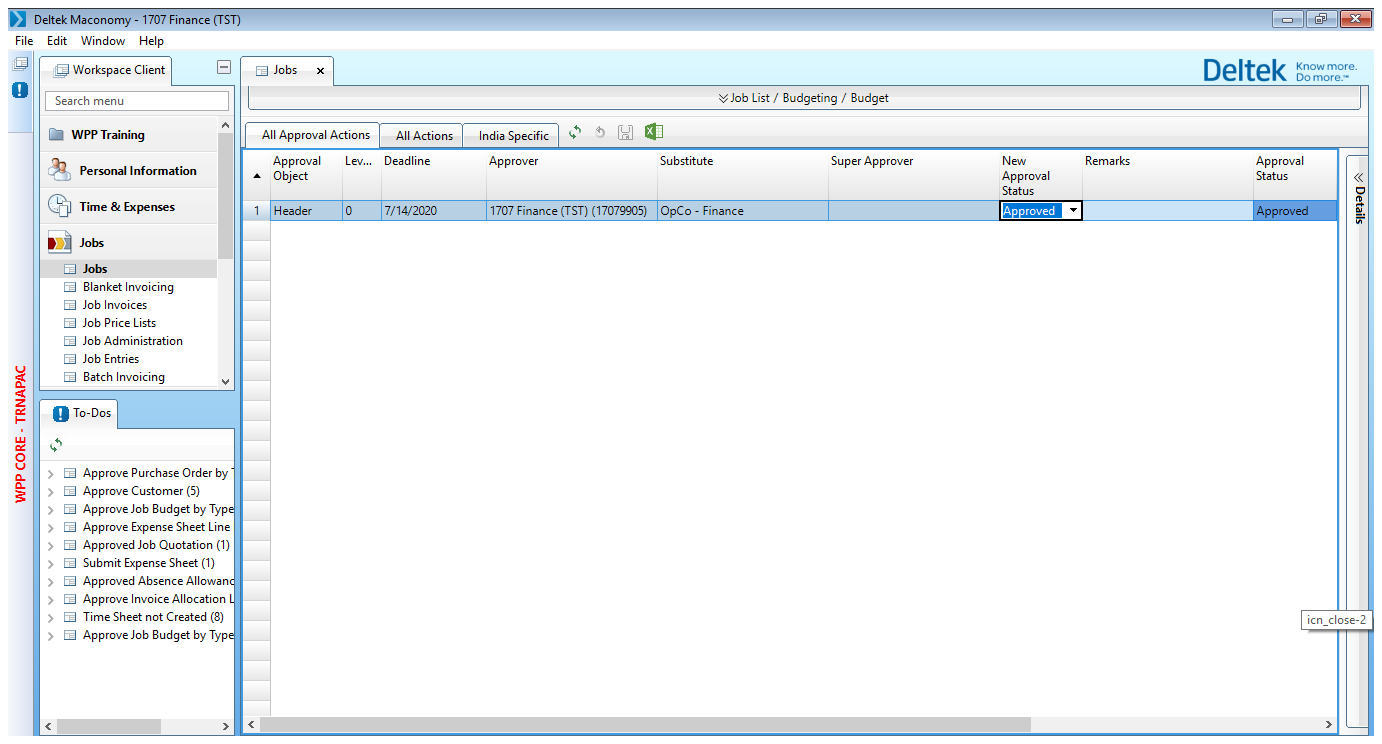 Deltek Maconomy - 1707 Finance (TST)
File Edit Window Help
Workspace Client
Search menu
WPP Training
Personal Information
Time & Expenses
Jobs
Jobs
Blanket Invoicing
Job Invoices
Job Price Lists
Job Administration
Job Entries
Batch Invoicing
WPP CORE - TRNAPAC
To-Dos
Approve Purchase Order by T
Approve Customer (5)
Approve Job Budget by Type
Approve Expense Sheet Line
Approved Job Quotation (1)
Submit Expense Sheet (1)
Approved Absence Allowanc
Approve Invoice Allocation L
Time Sheet not Created (8)
Approve Job Budget by Type
Jobs
Deltek Know more.
Do more.™
Job List / Budgeting / Budget
All Approval Actions All Actions India Specific
Approval Lev... Deadline Approver Substitute Super Approver New Remarks Approval
Object Approval Status
Status
1 Header 0 7/14/2020 1707 Finance (TST) (17079905) OpCo - Finance Approved Approved
Details
icn_close-2